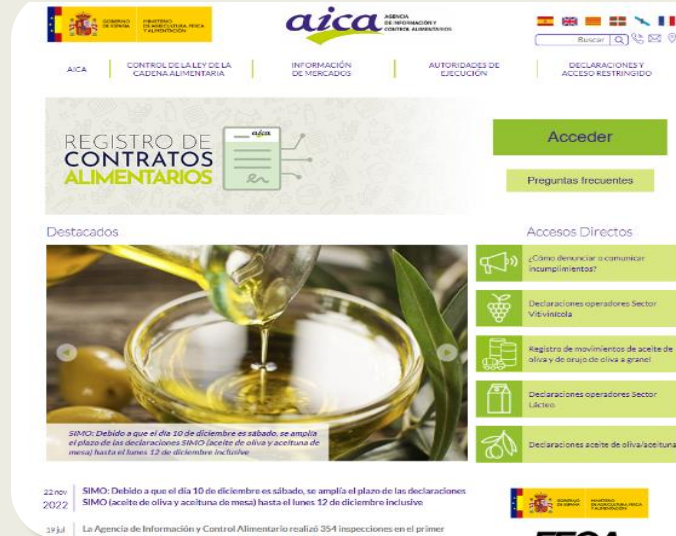 GOBIERNO
DE ESPAÑA
MINISTERIO
DE AGRICULTURA, PESCA
Y ALIMENTACIÓN
aica
AGENCIA
DE INFORMACIÓN Y
CONTROL ALIMENTARIOS
Buscar
AICA
CONTROL DE LA LEY DE LA
CADENA ALIMENTARIA
INFORMACIÓN
DE MERCADOS
AUTORIDADES DE
EJECUCIÓN
DECLARACIONES Y
ACCESO RESTRINGIDO
REGISTRO DE
CONTRATOS
ALIMENTARIOS
aica
Acceder
Preguntas frecuentes
Destacados
Accesos Directos
SIMO: Debido a que el día 10 de diciembre es sábado, se amplía
el plazo de las declaraciones SIMO (aceite de oliva y aceituna de
mesa) hasta el lunes 12 de diciembre inclusive
¿Cómo denunciar o comunicar
incumplimientos?
Declaraciones operadores Sector
Vitivinícola
Registro de movimientos de aceite de
oliva y de orujo de oliva a granel
Declaraciones operadores Sector
Lácteo
Declaraciones aceite de oliva/aceituna
22 nov
2022
SIMO: Debido a que el día 10 de diciembre es sábado, se amplía el plazo de las declaraciones
SIMO (aceite de oliva y aceituna de mesa) hasta el lunes 12 de diciembre inclusive
19 jul
La Agencia de Información y Control Alimentario realizó 354 inspecciones en el primer
GOBIERNO
DE ESPAÑA
MINISTERIO
DE AGRICULTURA, PESCA
Y ALIMENTACIÓN